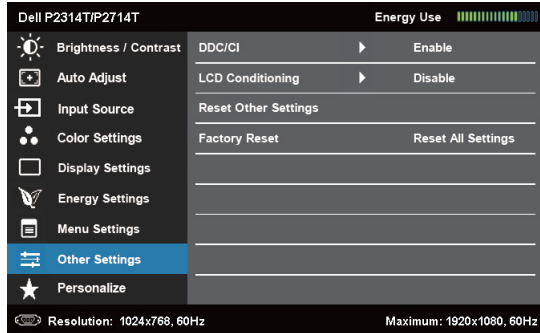 Dell P2314T/P2714T Energy Use
Brightness / Contrast DDC/CI Enable
Auto Adjust LCD Conditioning Disable
Input Source Reset Other Settings
Color Settings Factory Reset Reset All Settings
Display Settings
Energy Settings
Menu Settings
Other Settings
Personalize
Resolution: 1024x768, 60Hz Maximum: 1920x1080, 60Hz